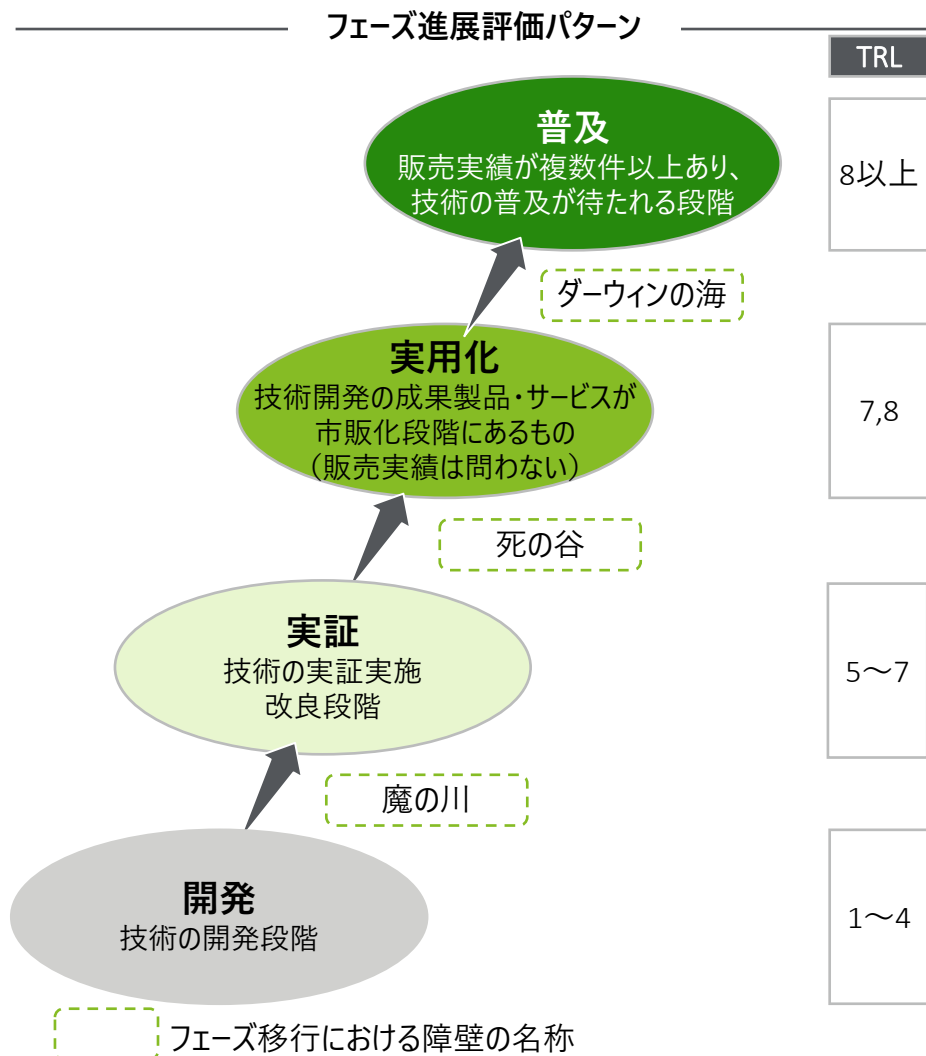 フェーズ進展評価パターン
TRL
普及
販売実績が複数件以上あり、
技術の普及が待たれる段階
8以上
ダーウィンの海
実用化
技術開発の成果製品・サービスが
市販化段階にあるもの
（販売実績は問わない）
7,8
死の谷
実証
技術の実証実施
改良段階
5～7
魔の川
開発
技術の開発段階
1～4
フェーズ移行における障壁の名称